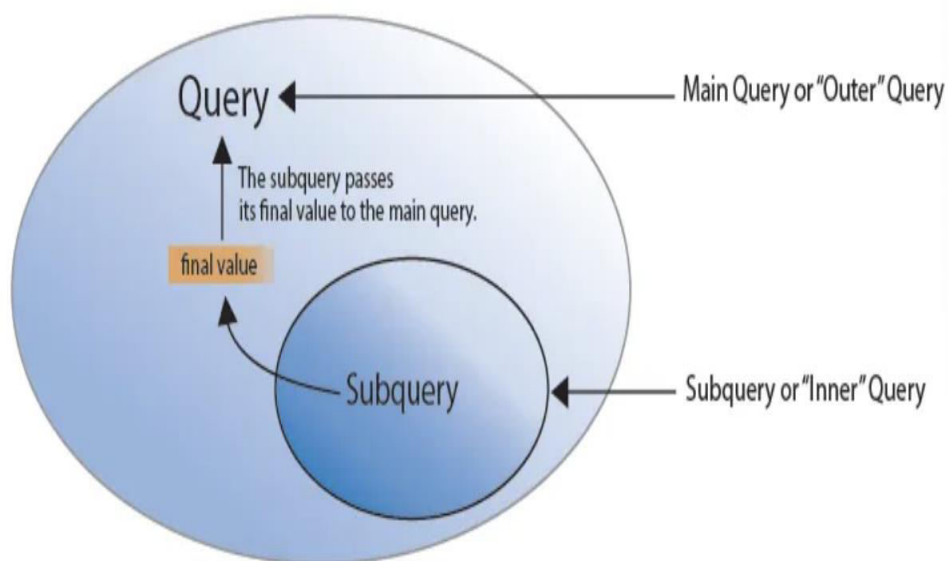 Query
Main Query or “Outer” Query
The subquery passes
its final value to the main query.
final value
Subquery
Subquery or “Inner” Query